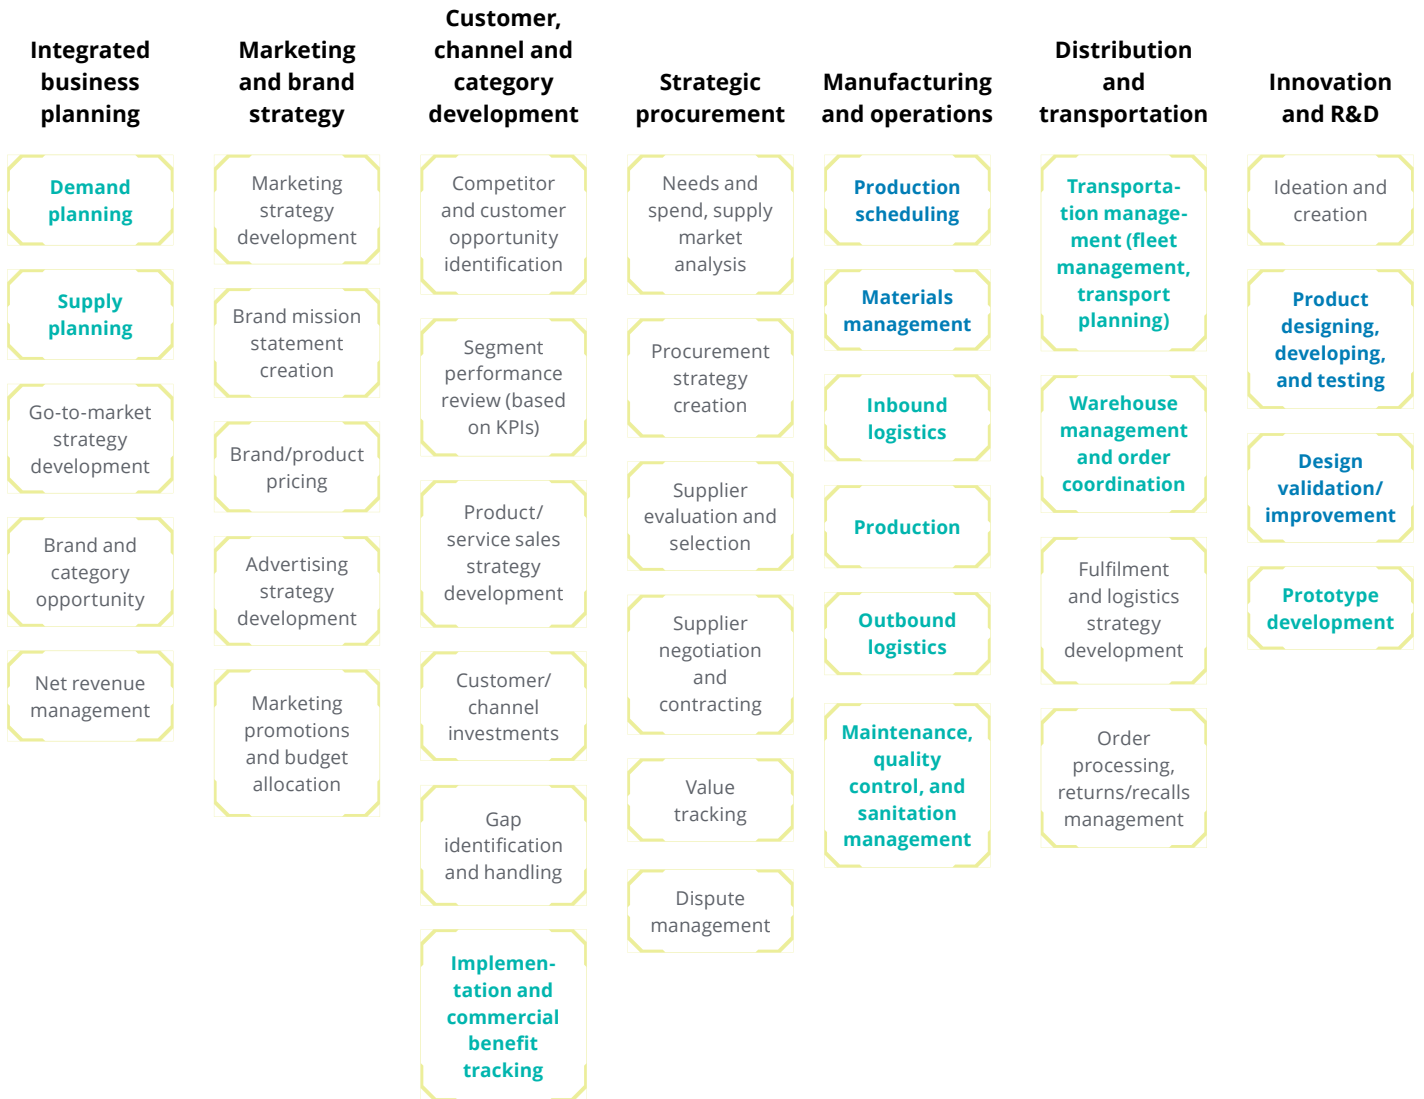 Integrated
business
planning
Demand
planning
Supply
planning
Go-to-market
strategy
development
Brand and
category
opportunity
Net revenue
management
Marketing
and brand
strategy
Marketing
strategy
development
Brand mission
statement
creation
Brand/product
pricing
Advertising
strategy
development
Marketing
promotions
and budget
allocation
Customer,
channel and
category
development
Competitor
and customer
opportunity
identification
Segment
performance
review (based
on KPIs)
Product/
service sales
strategy
development
Customer/
channel
investments
Gap
identification
and handling
Implemen-
tation and
commercial
benefit
tracking
Strategic
procurement
Needs and
spend, supply
market
analysis
Procurement
strategy
creation
Supplier
evaluation and
selection
Supplier
negotiation
and
contracting
Value
tracking
Dispute
management
Manufacturing
and operations
Production
scheduling
Materials
management
Inbound
logistics
Production
Outbound
logistics
Maintenance,
quality
control, and
sanitation
management
Distribution
and
transportation
Transporta-
tion manage-
ment (fleet
management,
transport
planning)
Warehouse
management
and order
coordination
Fulfilment
and logistics
strategy
development
Order
processing,
returns/recalls
management
Innovation
and R&D
Ideation and
creation
Product
designing,
developing,
and testing
Design
validation/
improvement
Prototype
development